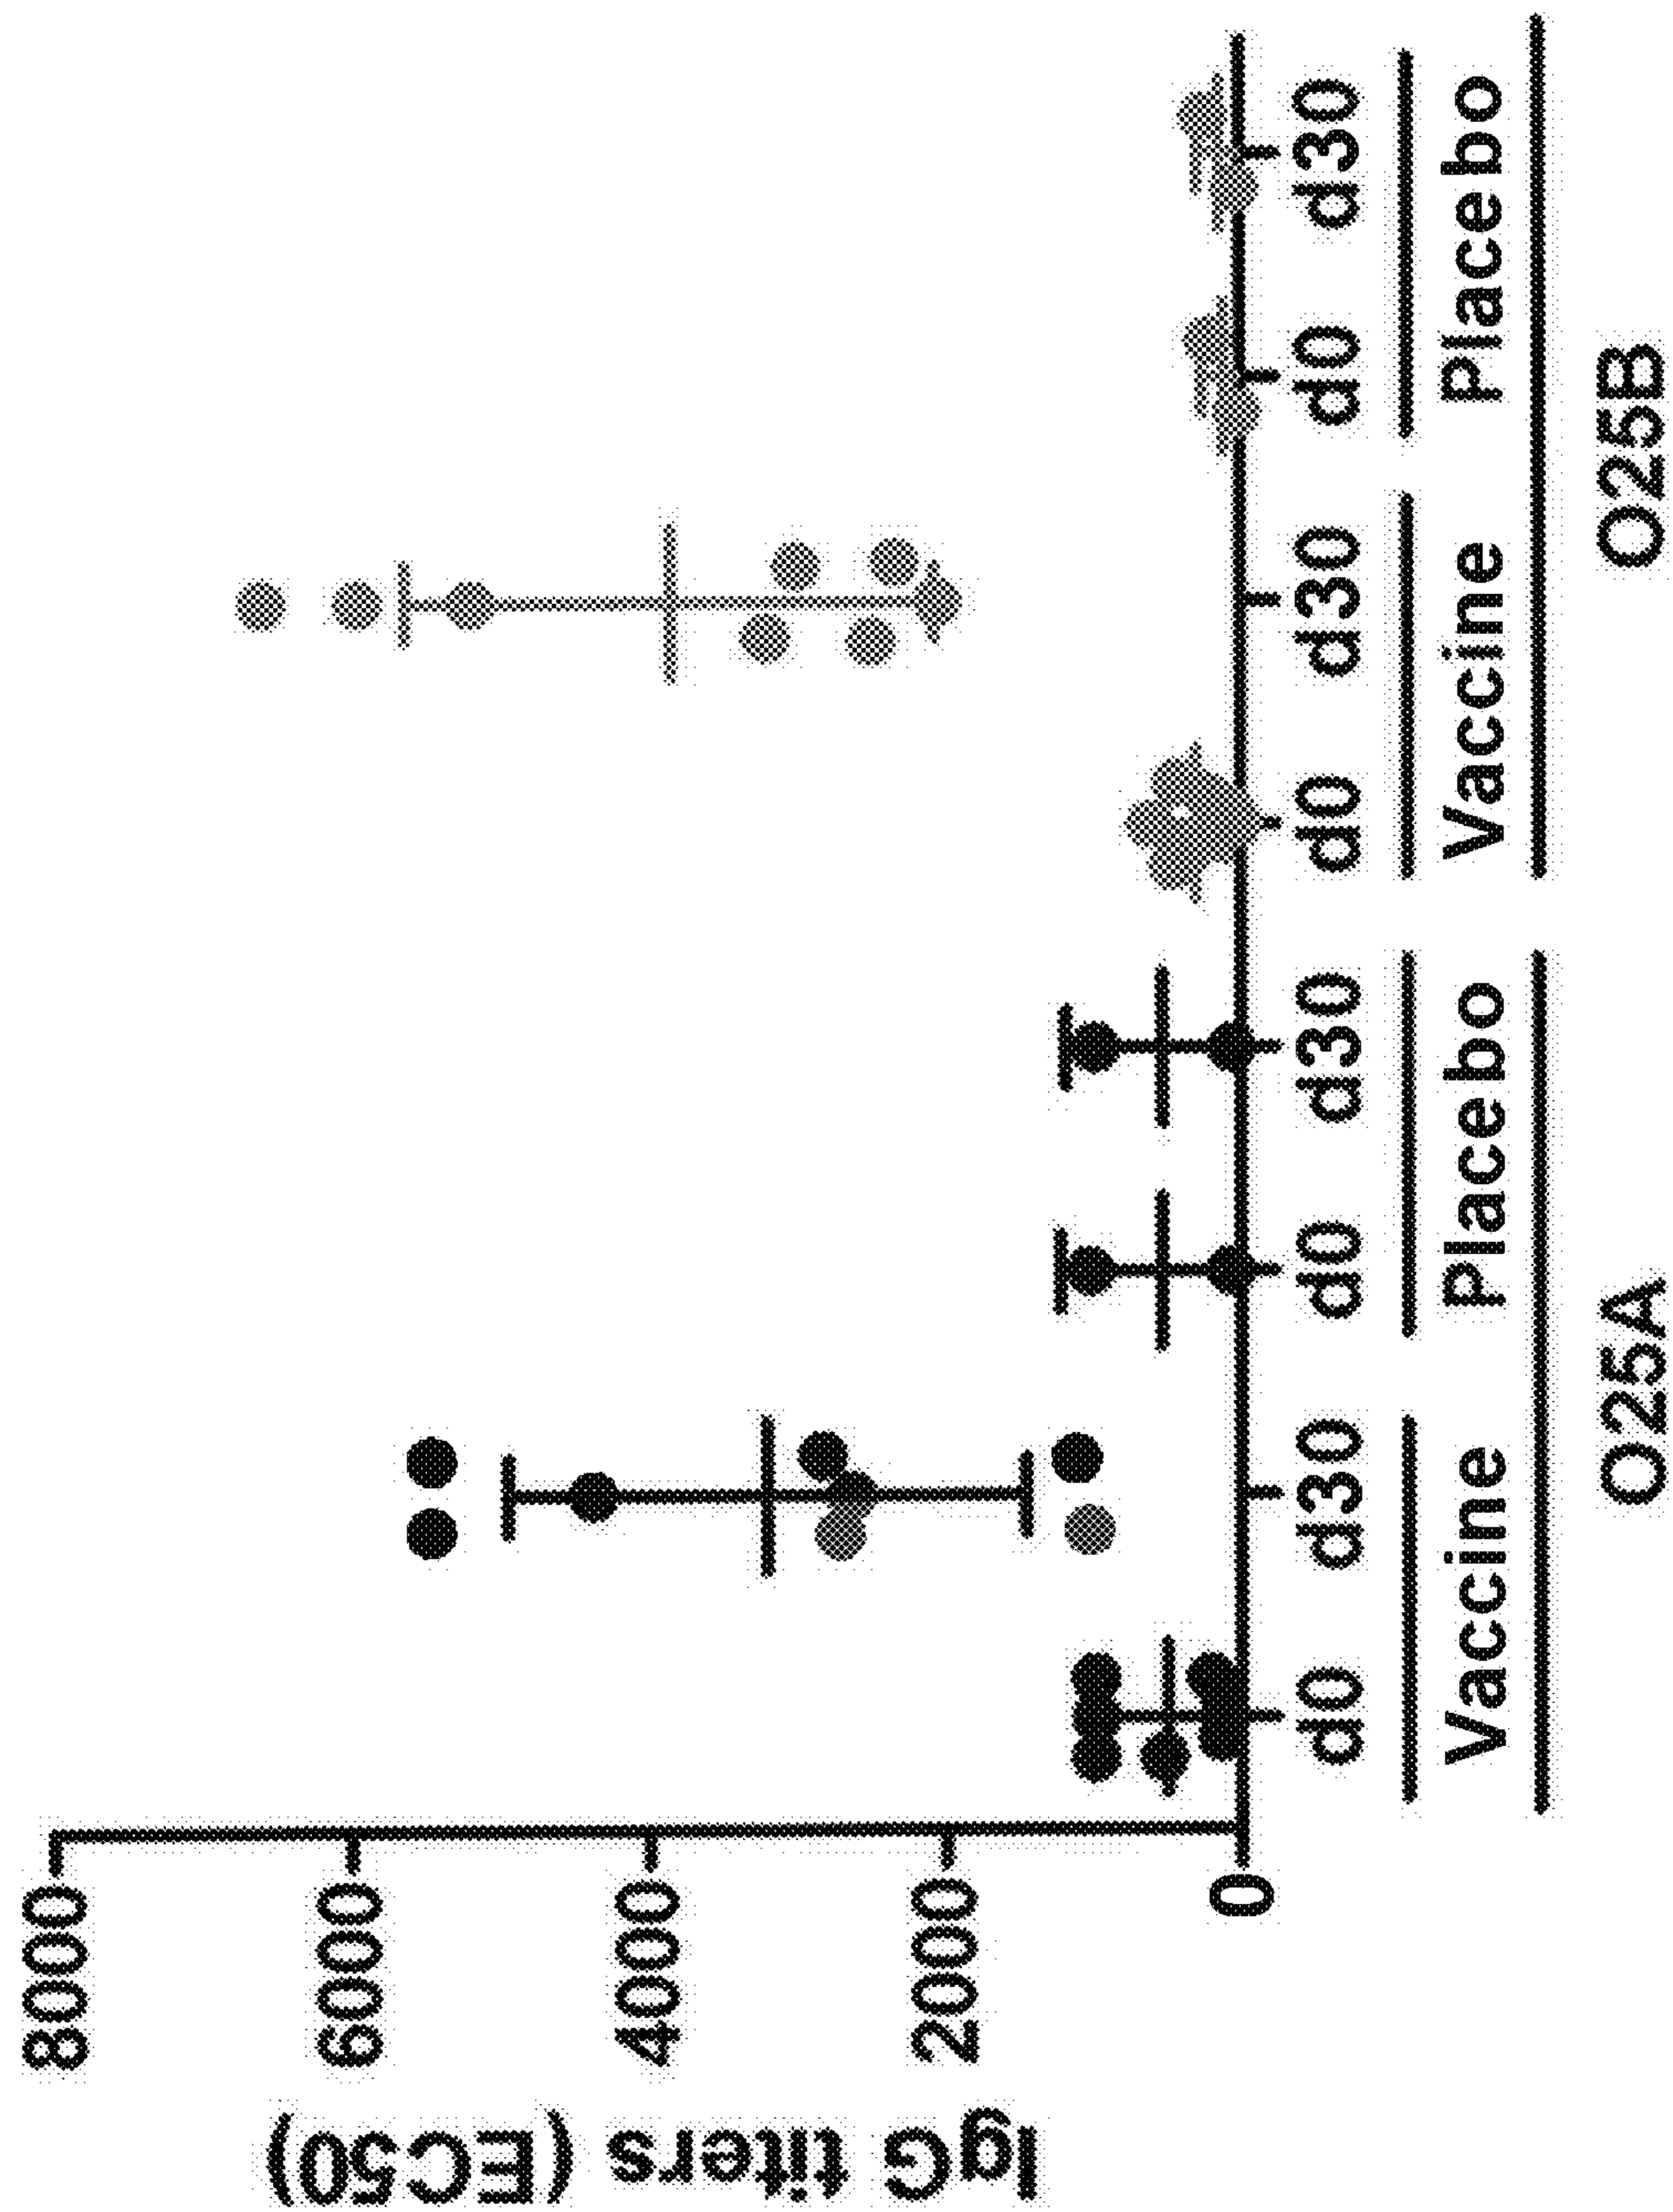 IgG titers (EC50)
8000
6000
4000
2000
0
d0 d30 d0 d30 d0 d30 d0 d30
Vaccine Placebo Vaccine Placebo
O25A O25B